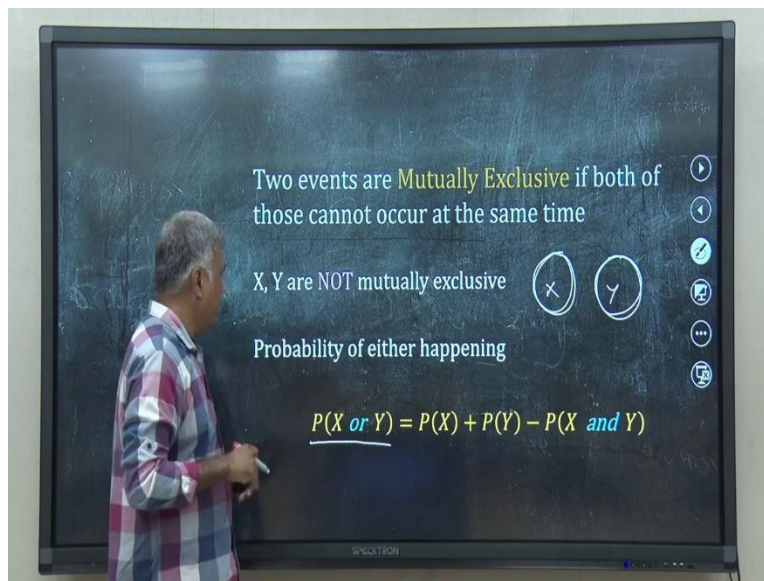 Two events are Mutually Exclusive if both of
those cannot occur at the same time
X, Y are NOT mutually exclusive
X Y
Probability of either happening
P(X or Y) = P(X) + P(Y) − P(X and Y)
SPECKTRON